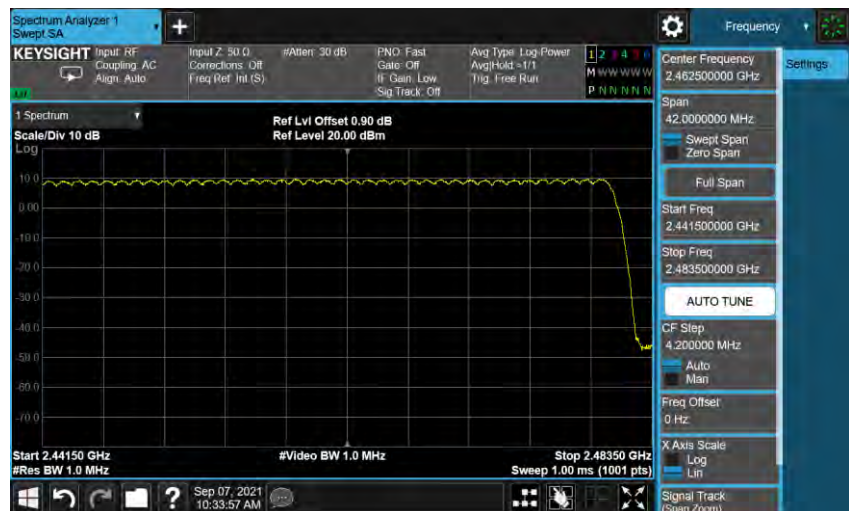 Spectrum Analyzer 1
Swept SA
Frequency
KEYSIGHT
Input: RF
Coupling: AC
Align: Auto
Input Z: 50 Ω
Corrections: Off
Freq Ref: Int (S)
#Atten: 30 dB
PNO: Fast
Gate: Off
IF Gain: Low
Sig Track: Off
Avg Type: Log-Power
Avg|Hold:>1/1
Trig: Free Run
1 2 3 4 5 6
M W W W W W
P N N N N N
LXI
1 Spectrum
Scale/Div 10 dB
Ref Lvl Offset 0.90 dB
Ref Level 20.00 dBm
Log
10.0
0.00
-10.0
-20.0
-30.0
-40.0
-50.0
-60.0
-70.0
Start 2.44150 GHz
#Video BW 1.0 MHz
Stop 2.48350 GHz
#Res BW 1.0 MHz
Sweep 1.00 ms (1001 pts)
Sep 07, 2021
10:33:57 AM
Center Frequency
2.462500000 GHz
Settings
Span
42.0000000 MHz
Swept Span
Zero Span
Full Span
Start Freq
2.441500000 GHz
Stop Freq
2.483500000 GHz
AUTO TUNE
CF Step
4.200000 MHz
Auto
Man
Freq Offset
0 Hz
X Axis Scale
Log
Lin
Signal Track
(Span Zoom)